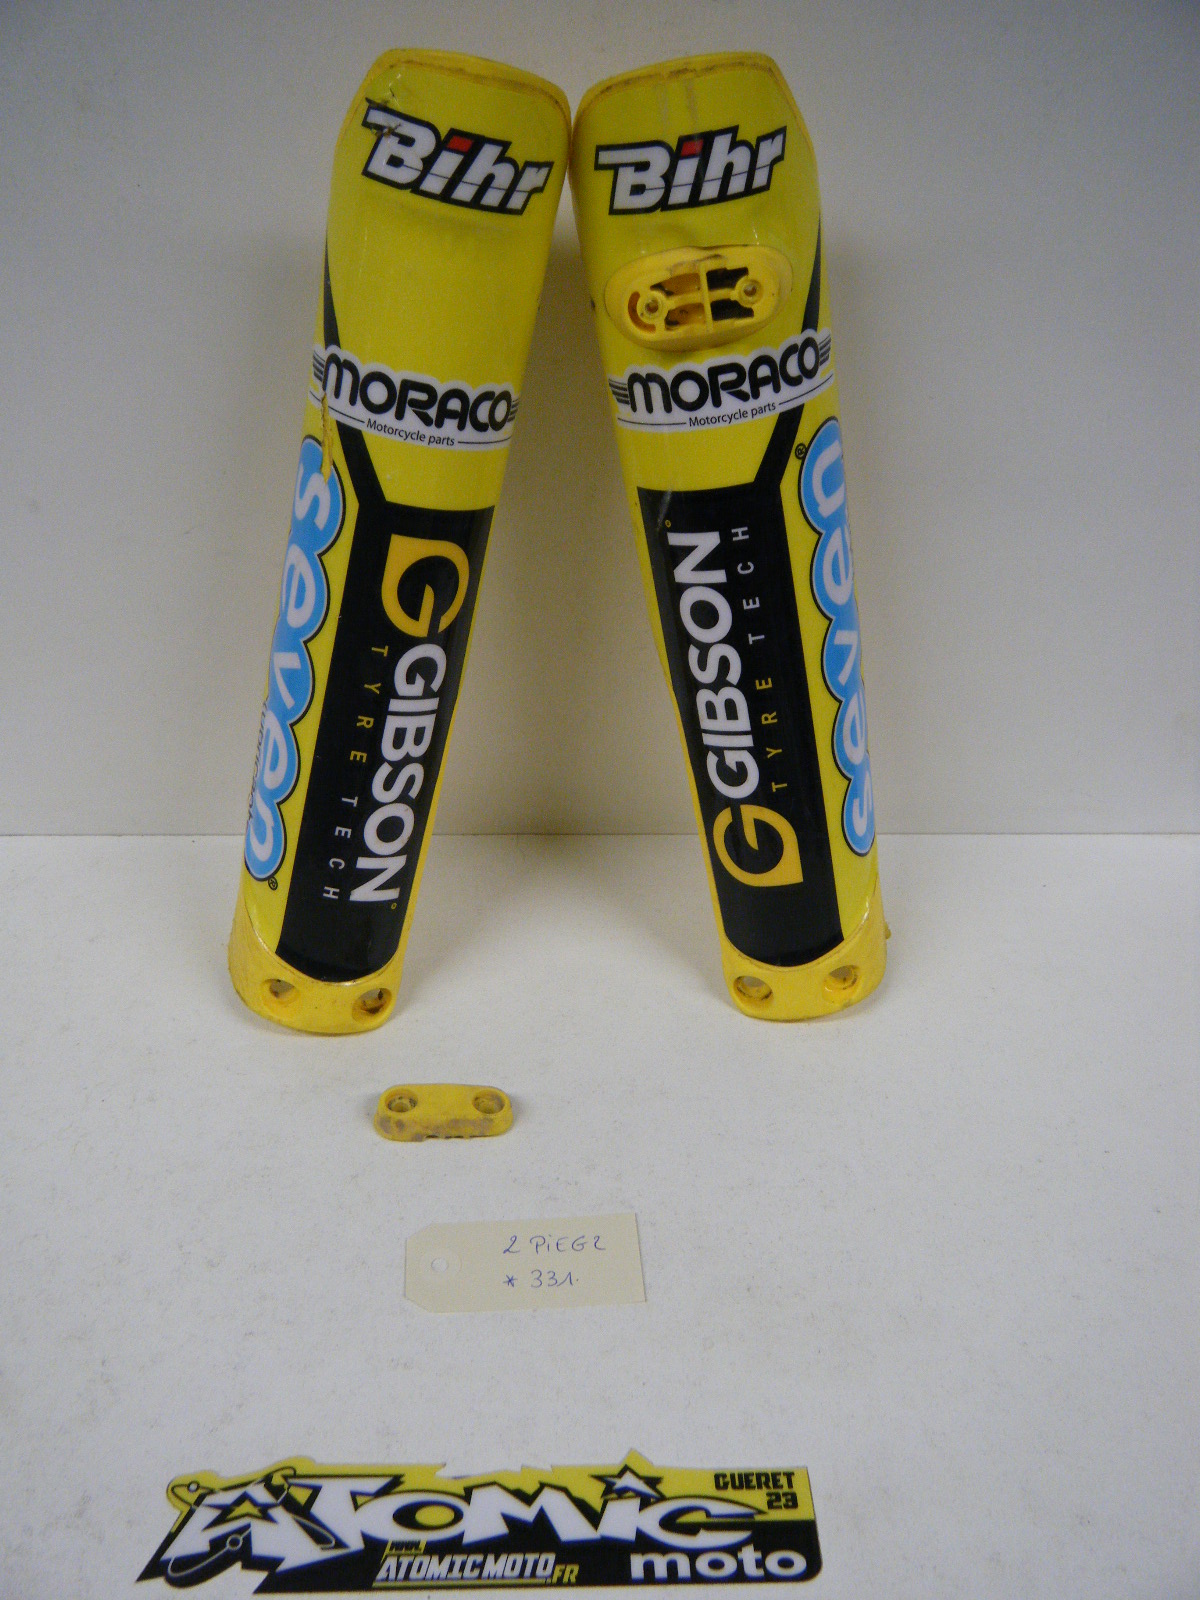 Bihr
MORACO
Motorcycle parts
seven®
GIBSON
TYRE TECH
Bihr
MORACO
Motorcycle parts
seven®
GIBSON
TYRE TECH
2 PiEG2
* 331.
ATOMIC
GUERET
23
www.
ATOMICMOTO.FR
moto